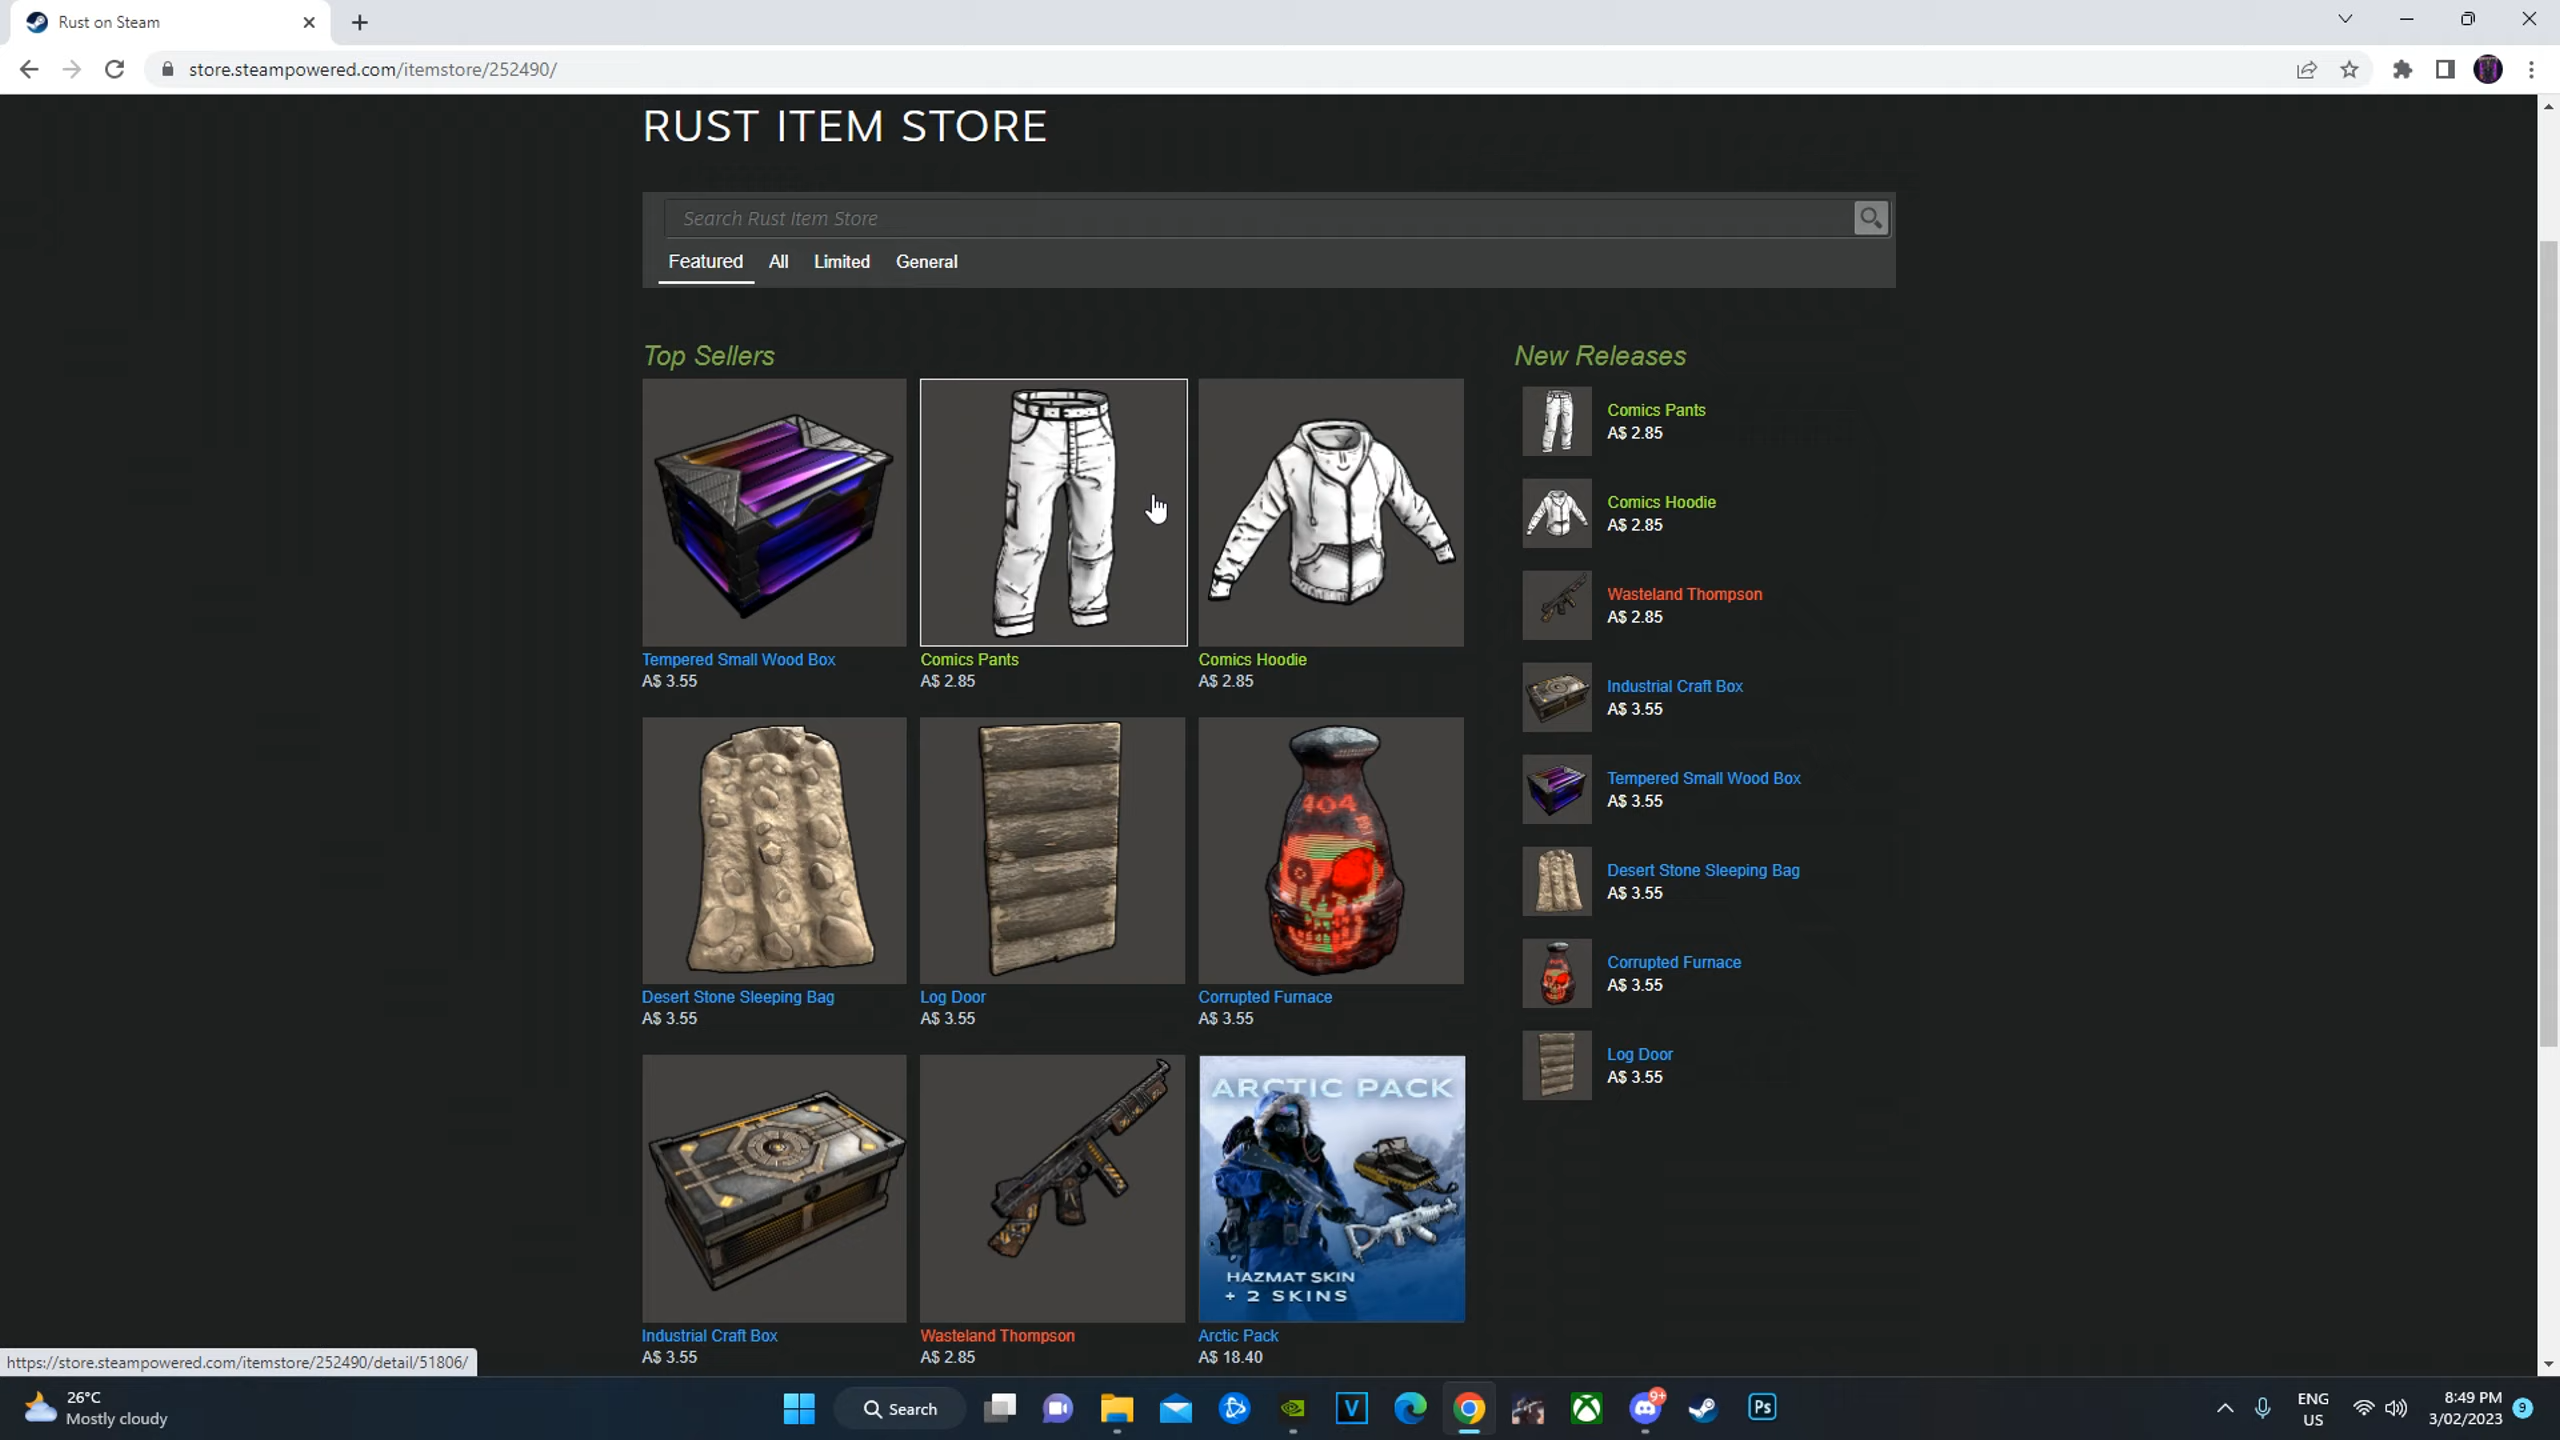 Rust on Steam
store.steampowered.com/itemstore/252490/
RUST ITEM STORE
Search Rust Item Store
Featured All Limited General
Top Sellers
Tempered Small Wood Box
A$ 3.55
Comics Pants
A$ 2.85
Comics Hoodie
A$ 2.85
404
Desert Stone Sleeping Bag
A$ 3.55
Log Door
A$ 3.55
Corrupted Furnace
A$ 3.55
ARCTIC PACK
HAZMAT SKIN
+ 2 SKINS
Industrial Craft Box
A$ 3.55
Wasteland Thompson
A$ 2.85
Arctic Pack
A$ 18.40
New Releases
Comics Pants
A$ 2.85
Comics Hoodie
A$ 2.85
Wasteland Thompson
A$ 2.85
Industrial Craft Box
A$ 3.55
Tempered Small Wood Box
A$ 3.55
Desert Stone Sleeping Bag
A$ 3.55
Corrupted Furnace
A$ 3.55
Log Door
A$ 3.55
https://store.steampowered.com/itemstore/252490/detail/51806/
26°C
Mostly cloudy
Search
V
9+
Ps
ENG
US
8:49 PM
3/02/2023
9